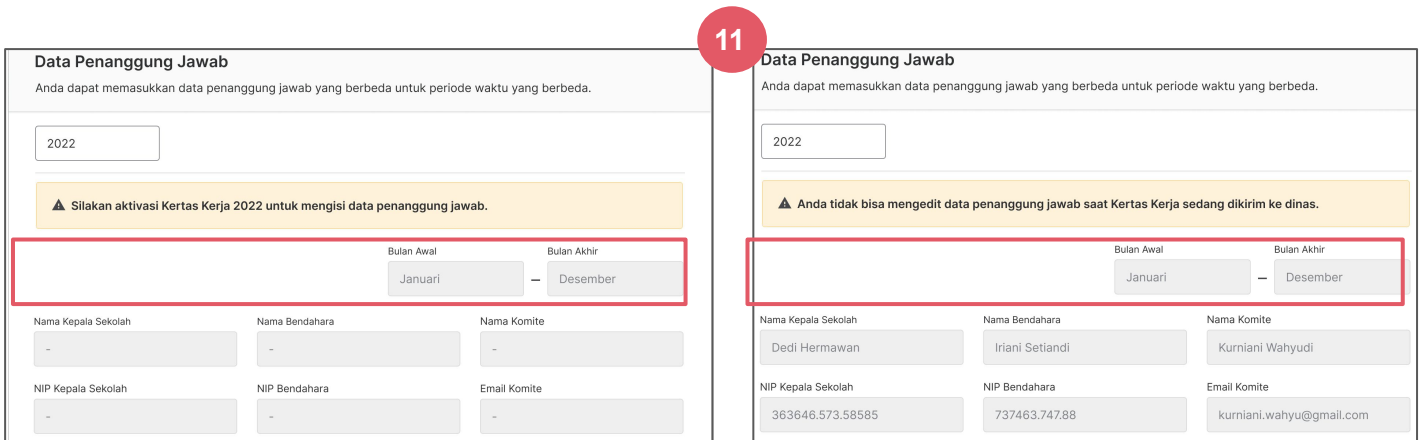 11
Data Penanggung Jawab
Anda dapat memasukkan data penanggung jawab yang berbeda untuk periode waktu yang berbeda.
2022
Silakan aktivasi Kertas Kerja 2022 untuk mengisi data penanggung jawab.
Bulan Awal Bulan Akhir
Januari – Desember
Nama Kepala Sekolah Nama Bendahara Nama Komite
- - -
NIP Kepala Sekolah NIP Bendahara Email Komite
- - -
Data Penanggung Jawab
Anda dapat memasukkan data penanggung jawab yang berbeda untuk periode waktu yang berbeda.
2022
Anda tidak bisa mengedit data penanggung jawab saat Kertas Kerja sedang dikirim ke dinas.
Bulan Awal Bulan Akhir
Januari – Desember
Nama Kepala Sekolah Nama Bendahara Nama Komite
Dedi Hermawan Iriani Setiandi Kurniani Wahyudi
NIP Kepala Sekolah NIP Bendahara Email Komite
363646.573.58585 737463.747.88 kurniani.wahyu@gmail.com